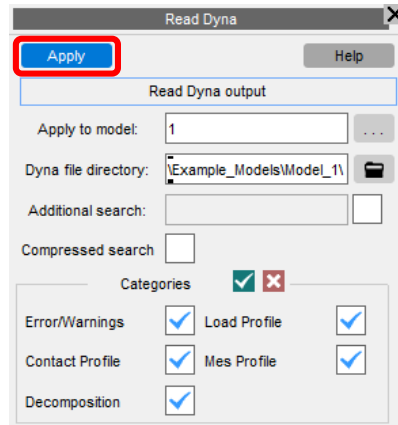 Read Dyna
Apply Help
Read Dyna output
Apply to model: 1 ...
Dyna file directory: \Example_Models\Model_1\
Additional search:
Compressed search
Categories
Error/Warnings Load Profile
Contact Profile Mes Profile
Decomposition